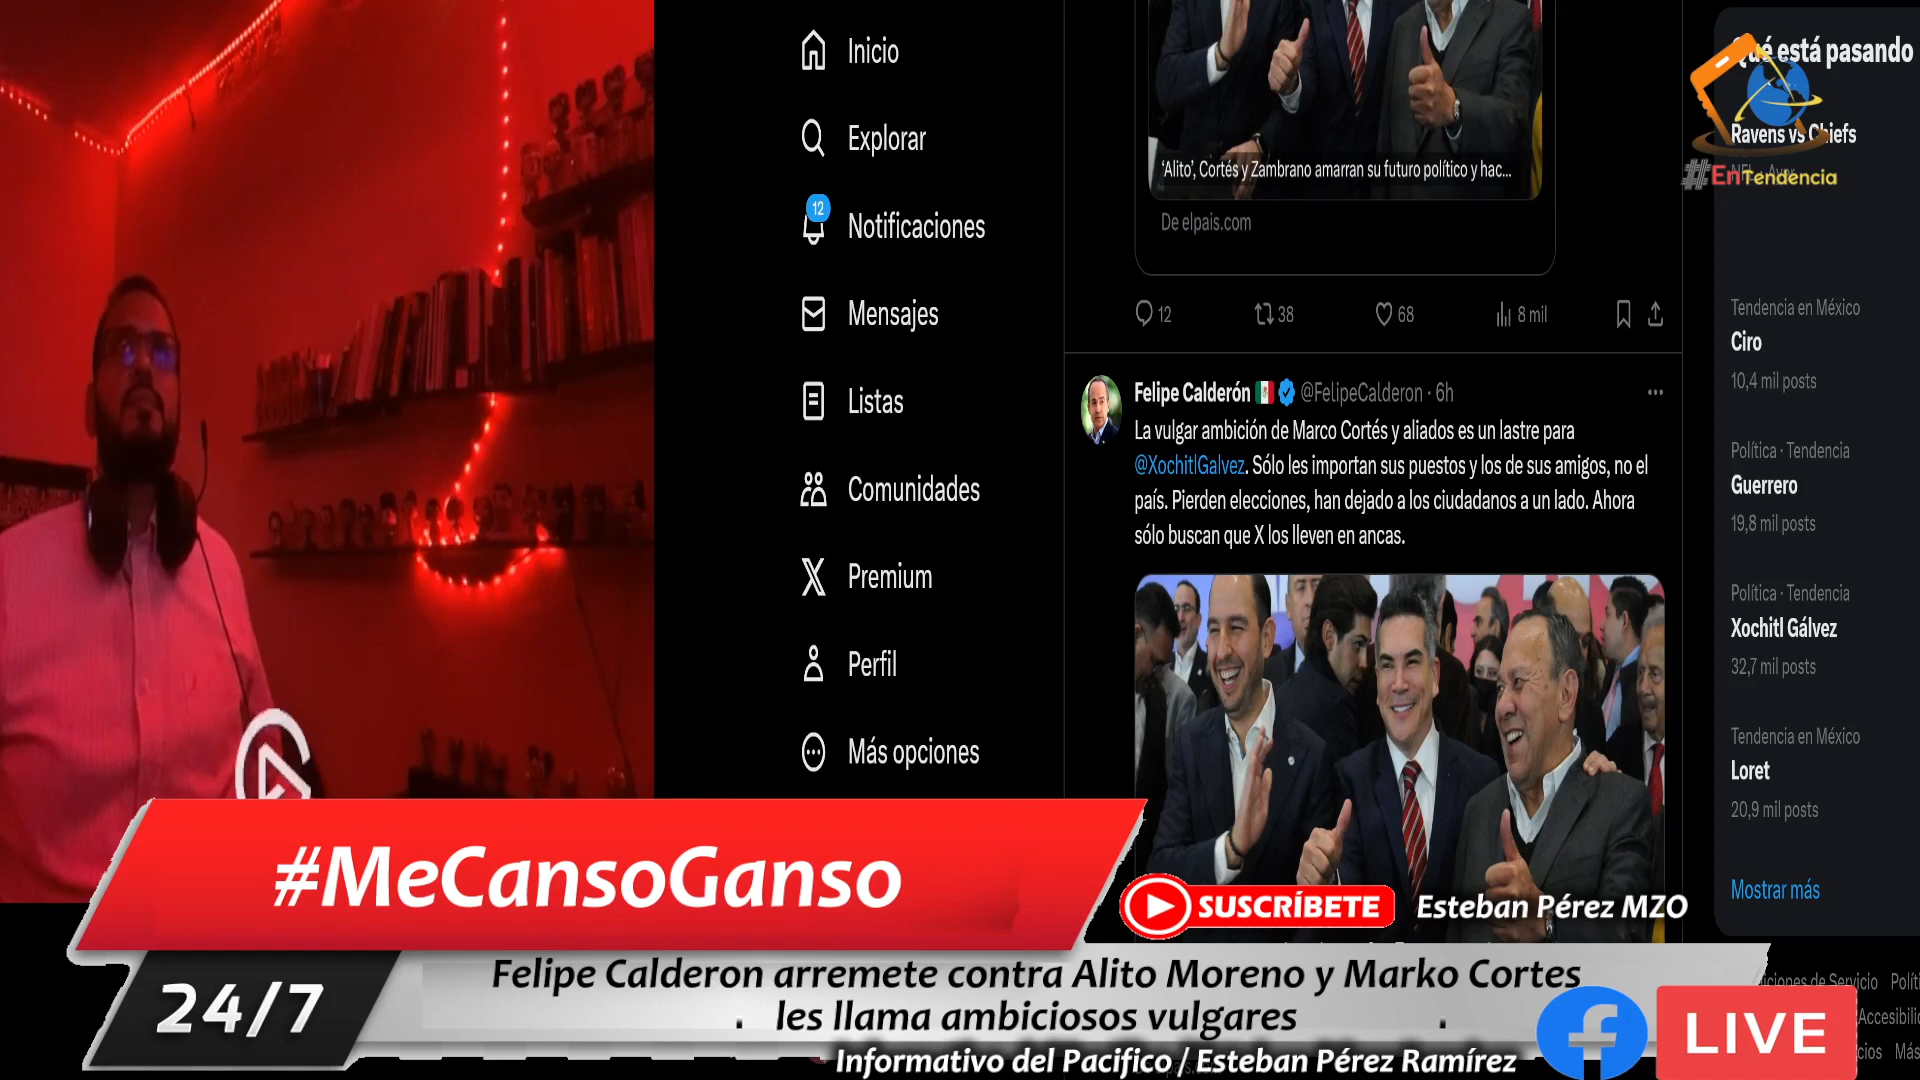 Inicio
Explorar
12
Notificaciones
Mensajes
Listas
Comunidades
Premium
Perfil
Más opciones
'Alito', Cortés y Zambrano amarran su futuro político y hac...
De elpais.com
12 38 68 8 mil
Felipe Calderón @FelipeCalderon · 6h
La vulgar ambición de Marco Cortés y aliados es un lastre para
@XochitlGalvez. Sólo les importan sus puestos y los de sus amigos, no el
país. Pierden elecciones, han dejado a los ciudadanos a un lado. Ahora
sólo buscan que X los lleven en ancas.
Qué está pasando
Ravens vs Chiefs
#EnTendencia
Tendencia en México
Ciro
10,4 mil posts
Política · Tendencia
Guerrero
19,8 mil posts
Política · Tendencia
Xochitl Gálvez
32,7 mil posts
Tendencia en México
Loret
20,9 mil posts
Mostrar más
#MeCansoGanso
SUSCRÍBETE Esteban Pérez MZO
24/7
Felipe Calderon arremete contra Alito Moreno y Marko Cortes
. les llama ambiciosos vulgares .
Informativo del Pacifico / Esteban Pérez Ramírez
LIVE